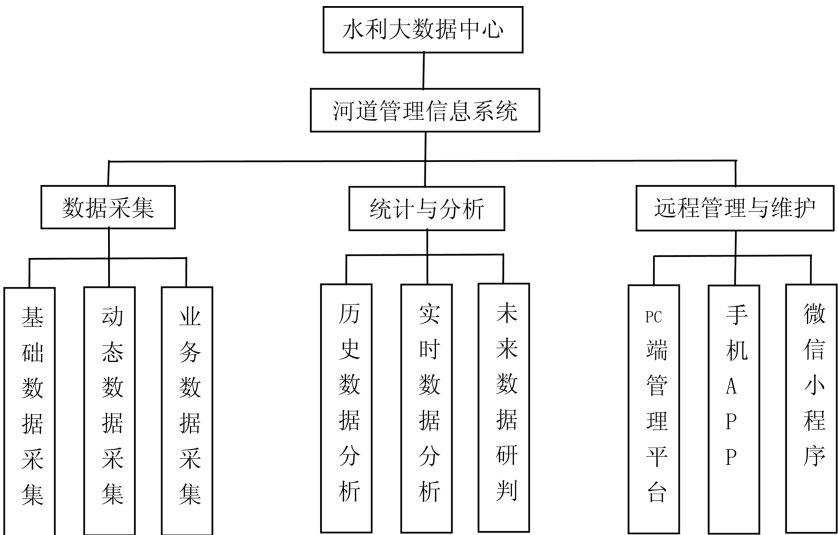 水利大数据中心
河道管理信息系统
数据采集
统计与分析
远程管理与维护
基础数据采集
动态数据采集
业务数据采集
历史数据分析
实时数据分析
未来数据研判
PC端管理平台
手机APP
微信小程序